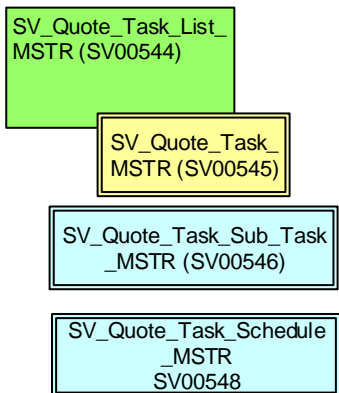 SV_Quote_Task_List_
MSTR (SV00544)
SV_Quote_Task_
MSTR (SV00545)
SV_Quote_Task_Sub_Task
_MSTR (SV00546)
SV_Quote_Task_Schedule
_MSTR
SV00548